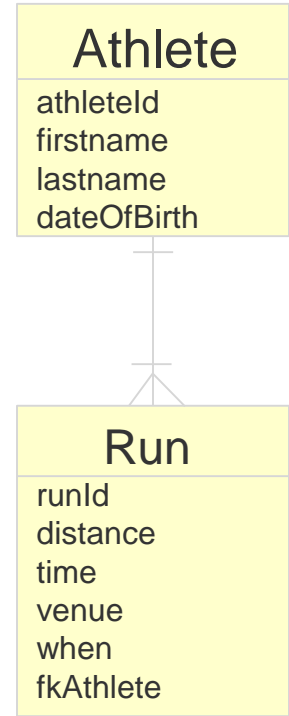 Athlete
athleteId
firstname
lastname
dateOfBirth
Run
runId
distance
time
venue
when
fkAthlete